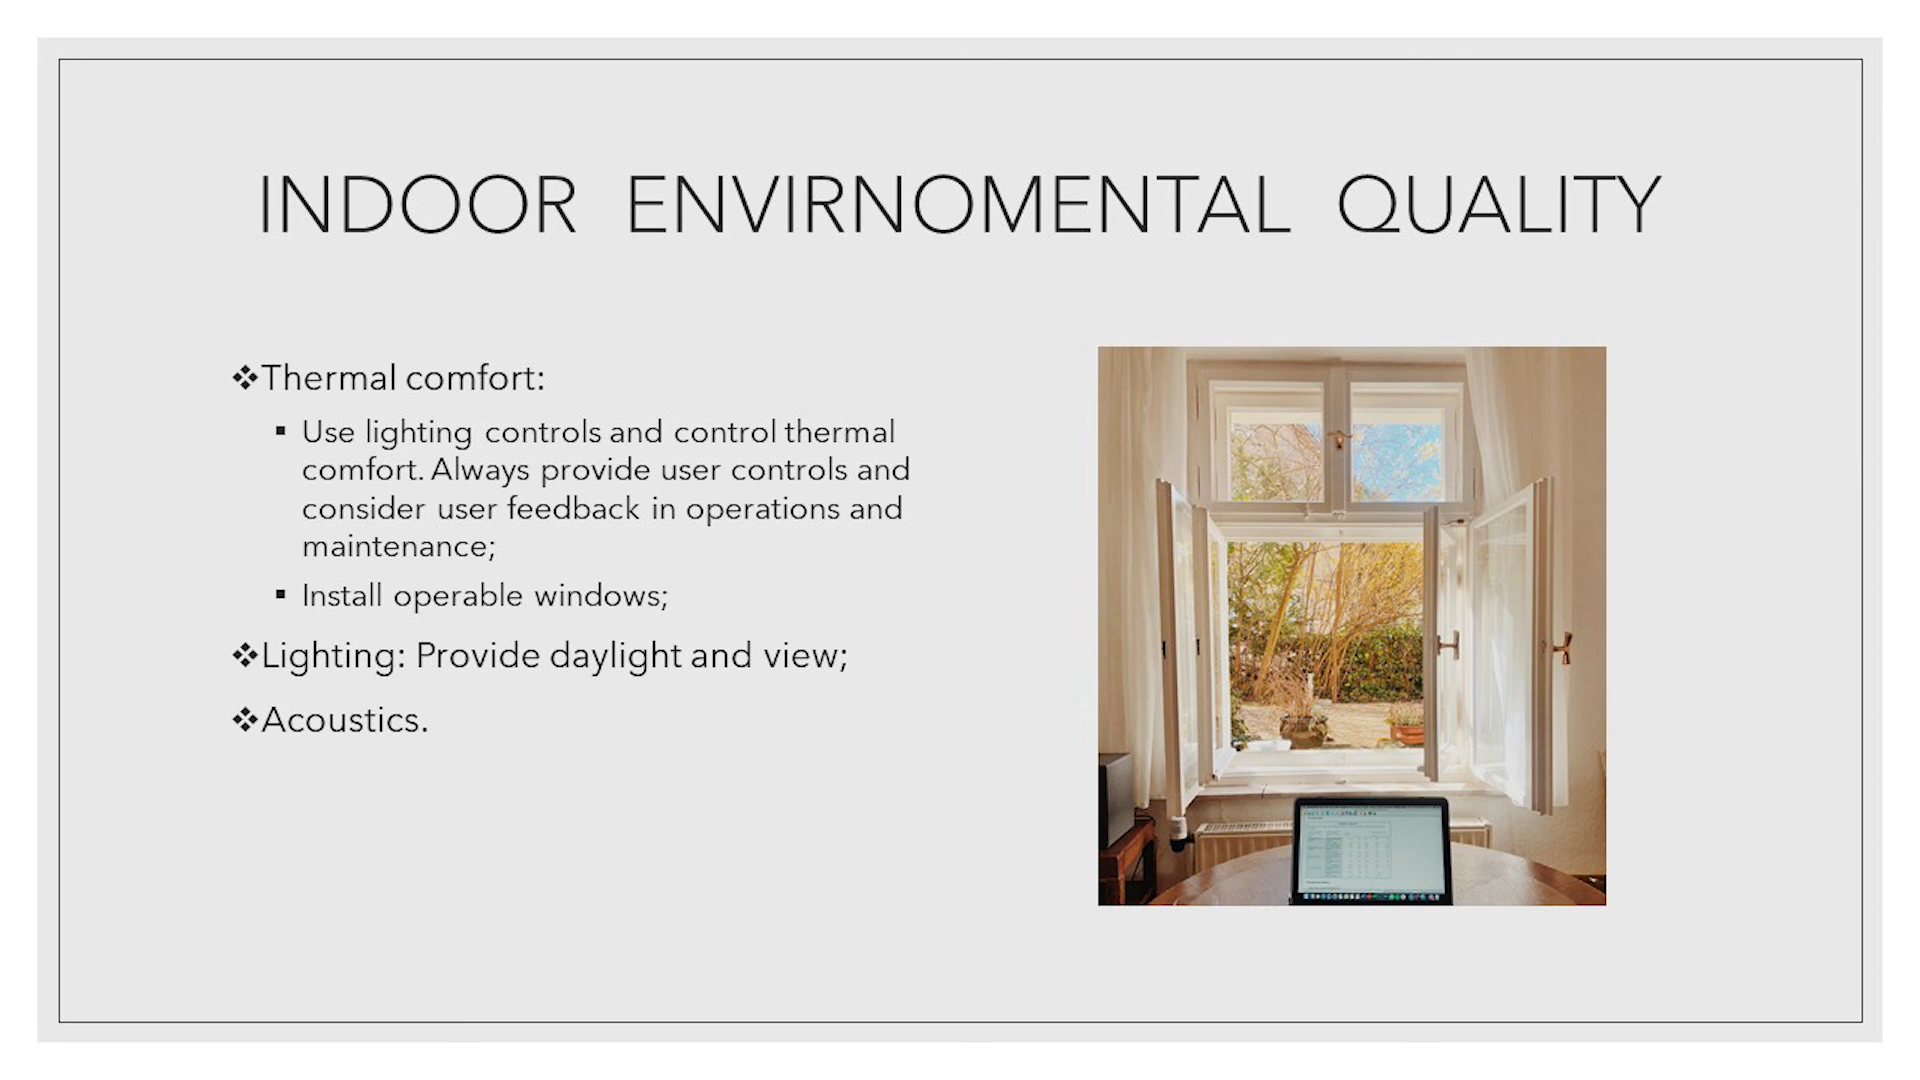 INDOOR ENVIRNOMENTAL QUALITY
❖Thermal comfort:
▪ Use lighting controls and control thermal
comfort. Always provide user controls and
consider user feedback in operations and
maintenance;
▪ Install operable windows;
❖Lighting: Provide daylight and view;
❖Acoustics.